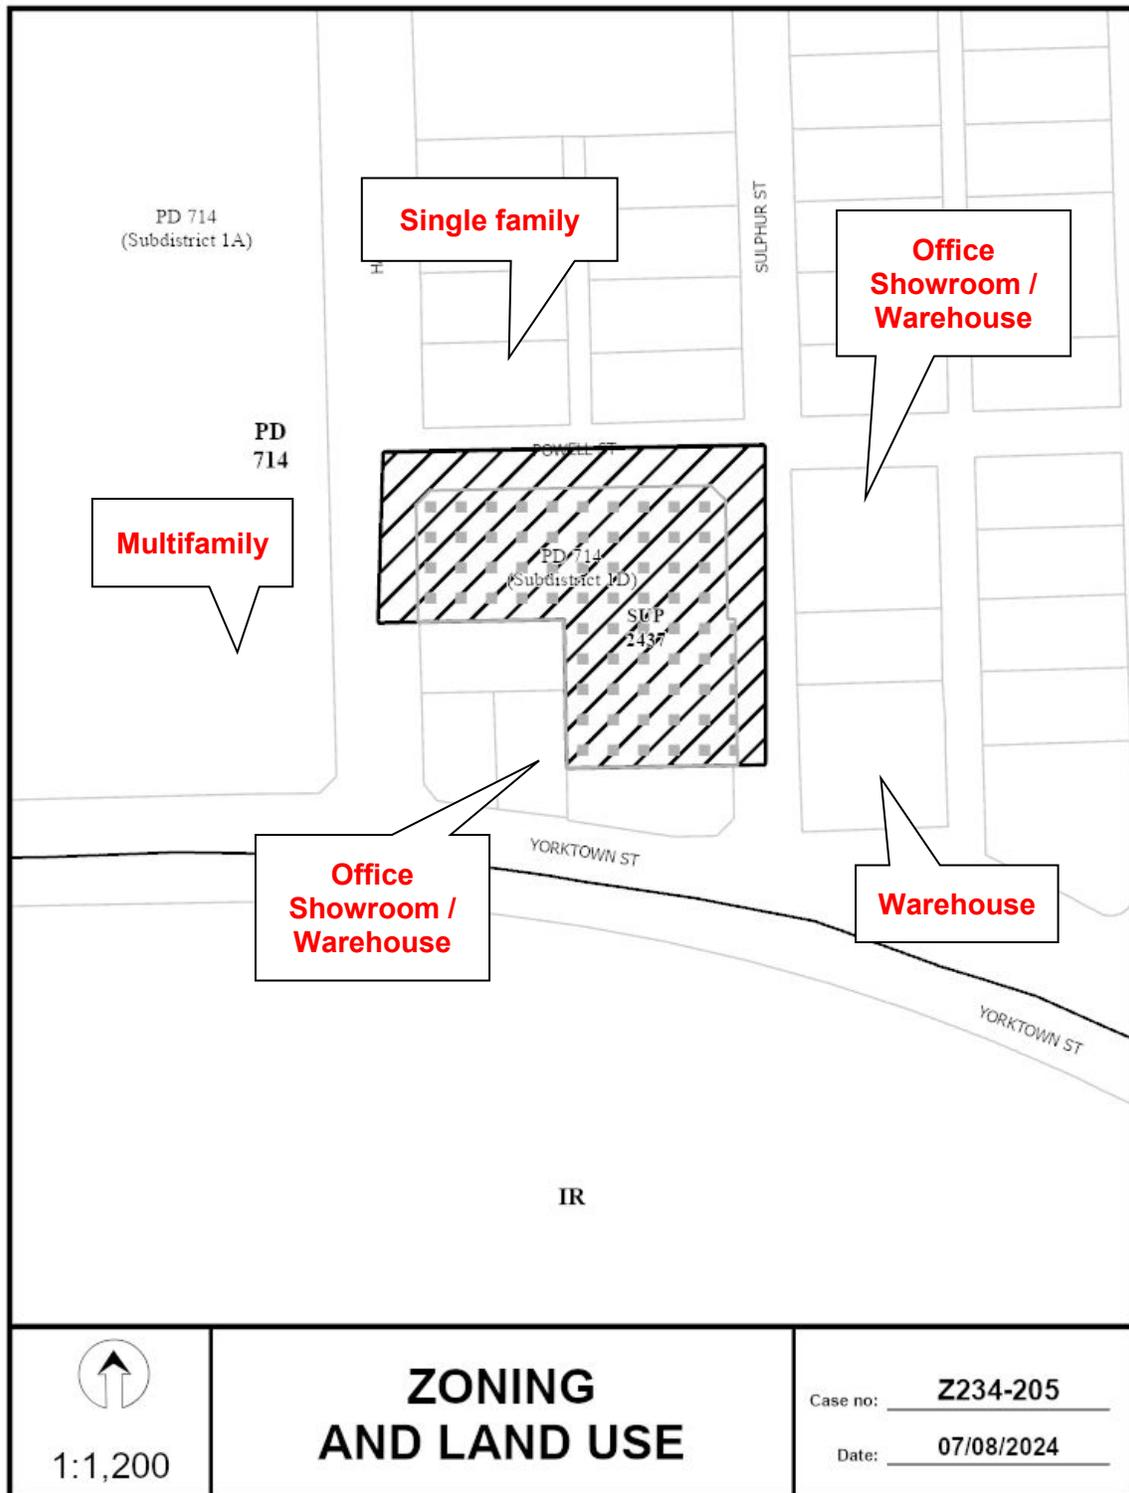 SULPHUR ST
PD 714
(Subdistrict 1A)
Single family
Office
Showroom /
Warehouse
PD
714
POWELL ST
Multifamily
PD 714
(Subdistrict 1D)
SUP
2437
YORKTOWN ST
Office
Showroom /
Warehouse
Warehouse
YORKTOWN ST
IR
1:1,200
ZONING
AND LAND USE
Case no: Z234-205
Date: 07/08/2024